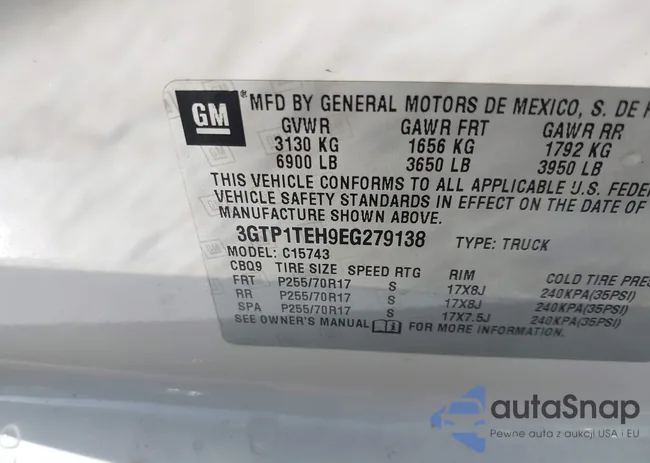 GM ® MFD BY GENERAL MOTORS DE MEXICO, S. DE
GVWR GAWR FRT GAWR RR
3130 KG 1656 KG 1792 KG
6900 LB 3650 LB 3950 LB
THIS VEHICLE CONFORMS TO ALL APPLICABLE U.S. FEDE
VEHICLE SAFETY STANDARDS IN EFFECT ON THE DATE OF
MANUFACTURE SHOWN ABOVE.
3GTP1TEH9EG279138 TYPE: TRUCK
MODEL: C15743
CBQ9 TIRE SIZE SPEED RTG RIM COLD TIRE PRE
FRT P255/70R17 S 17X8J 240KPA(35PSI)
RR P255/70R17 S 17X8J 240KPA(35PSI)
SPA P255/70R17 S 17X7.5J 240KPA(35PSI)
SEE OWNER'S MANUAL FOR MORE INFORMATION.
autaSnap
Pewne auta z aukcji USA i EU